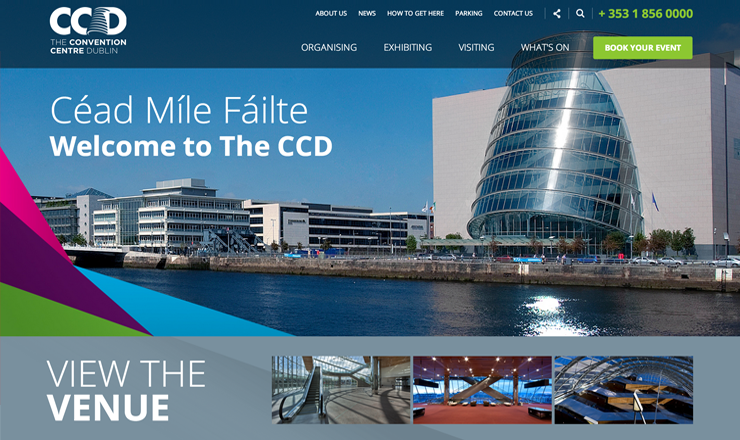 CCD
THE CONVENTION
CENTRE DUBLIN
ABOUT US NEWS HOW TO GET HERE PARKING CONTACT US + 353 1 856 0000
ORGANISING EXHIBITING VISITING WHAT'S ON BOOK YOUR EVENT
Céad Míle Fáilte
Welcome to The CCD
VIEW THE
VENUE